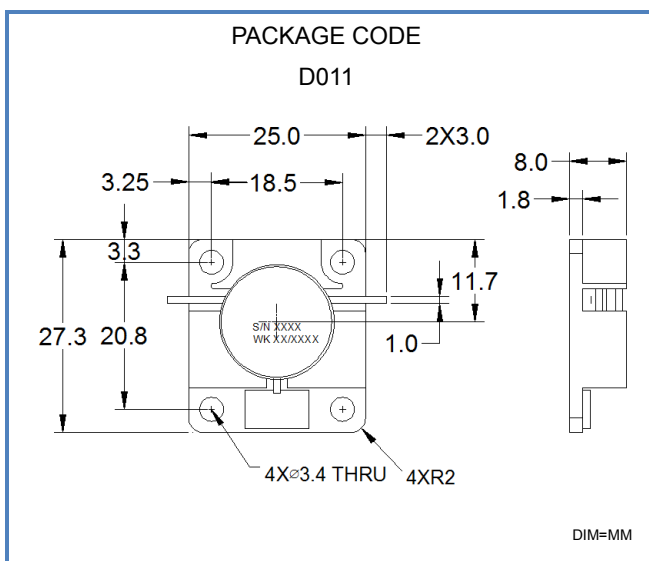 PACKAGE CODE
D011
25.0
2X3.0
3.25
18.5
8.0
1.8
3.3
11.7
27.3
20.8
1.0
S/N XXXX
WK XX/XXXX
4X⌀3.4 THRU
4XR2
DIM=MM